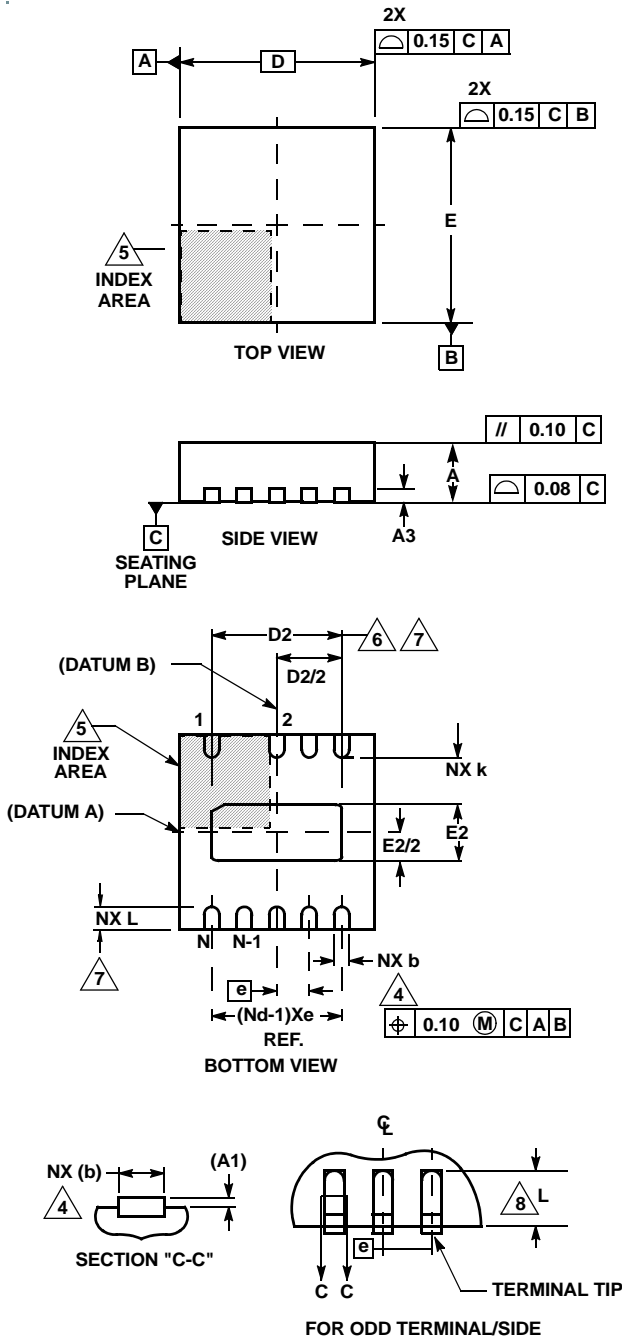 2X
0.15 C A
A
D
2X
0.15 C B
E
5
INDEX
AREA
TOP VIEW
B
// 0.10 C
A
0.08 C
C
SIDE VIEW
A3
SEATING
PLANE
D2
6 7
(DATUM B)
D2/2
1 2
5
INDEX
AREA
NX k
(DATUM A)
E2
E2/2
NX L
N N-1
7
NX b
e
4
(Nd-1)Xe
REF.
0.10 M C A B
BOTTOM VIEW
CL
NX (b)
(A1)
4
8 L
SECTION "C-C"
e
C C
TERMINAL TIP
FOR ODD TERMINAL/SIDE